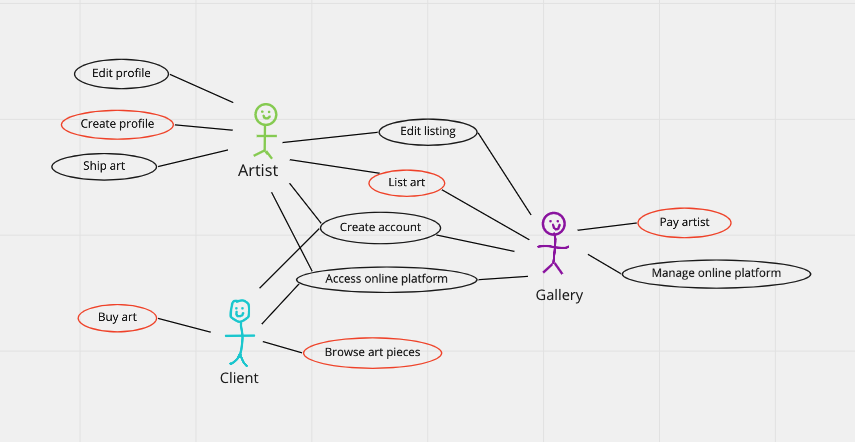 Edit profile
Create profile
Ship art
Artist
Edit listing
List art
Create account
Access online platform
Pay artist
Manage online platform
Gallery
Buy art
Browse art pieces
Client